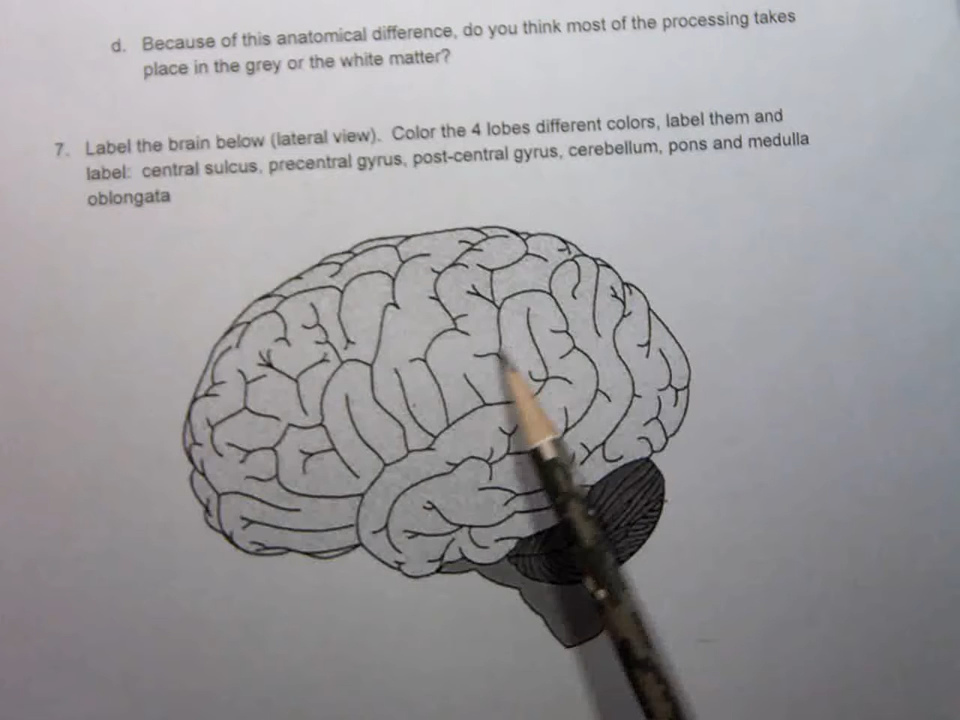 d. Because of this anatomical difference, do you think most of the processing takes
place in the grey or the white matter?
7. Label the brain below (lateral view). Color the 4 lobes different colors, label them and
label: central sulcus, precentral gyrus, post-central gyrus, cerebellum, pons and medulla
oblongata